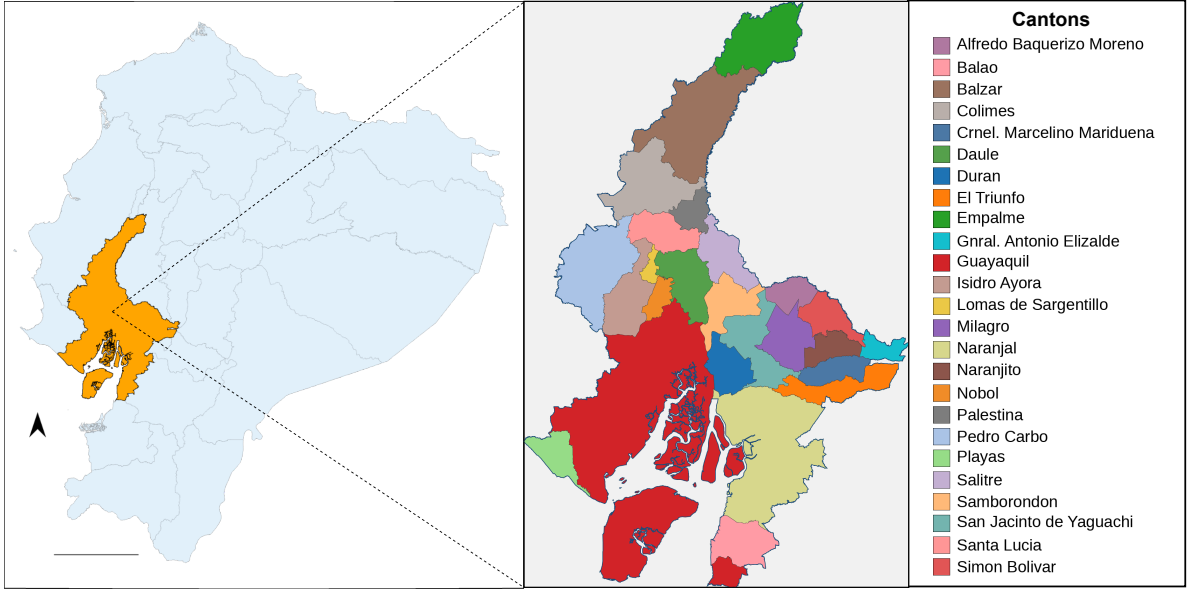 Cantons
Alfredo Baquerizo Moreno
Balao
Balzar
Colimes
Crnel. Marcelino Mariduena
Daule
Duran
El Triunfo
Empalme
Gnral. Antonio Elizalde
Guayaquil
Isidro Ayora
Lomas de Sargentillo
Milagro
Naranjal
Naranjito
Nobol
Palestina
Pedro Carbo
Playas
Salitre
Samborondon
San Jacinto de Yaguachi
Santa Lucia
Simon Bolivar